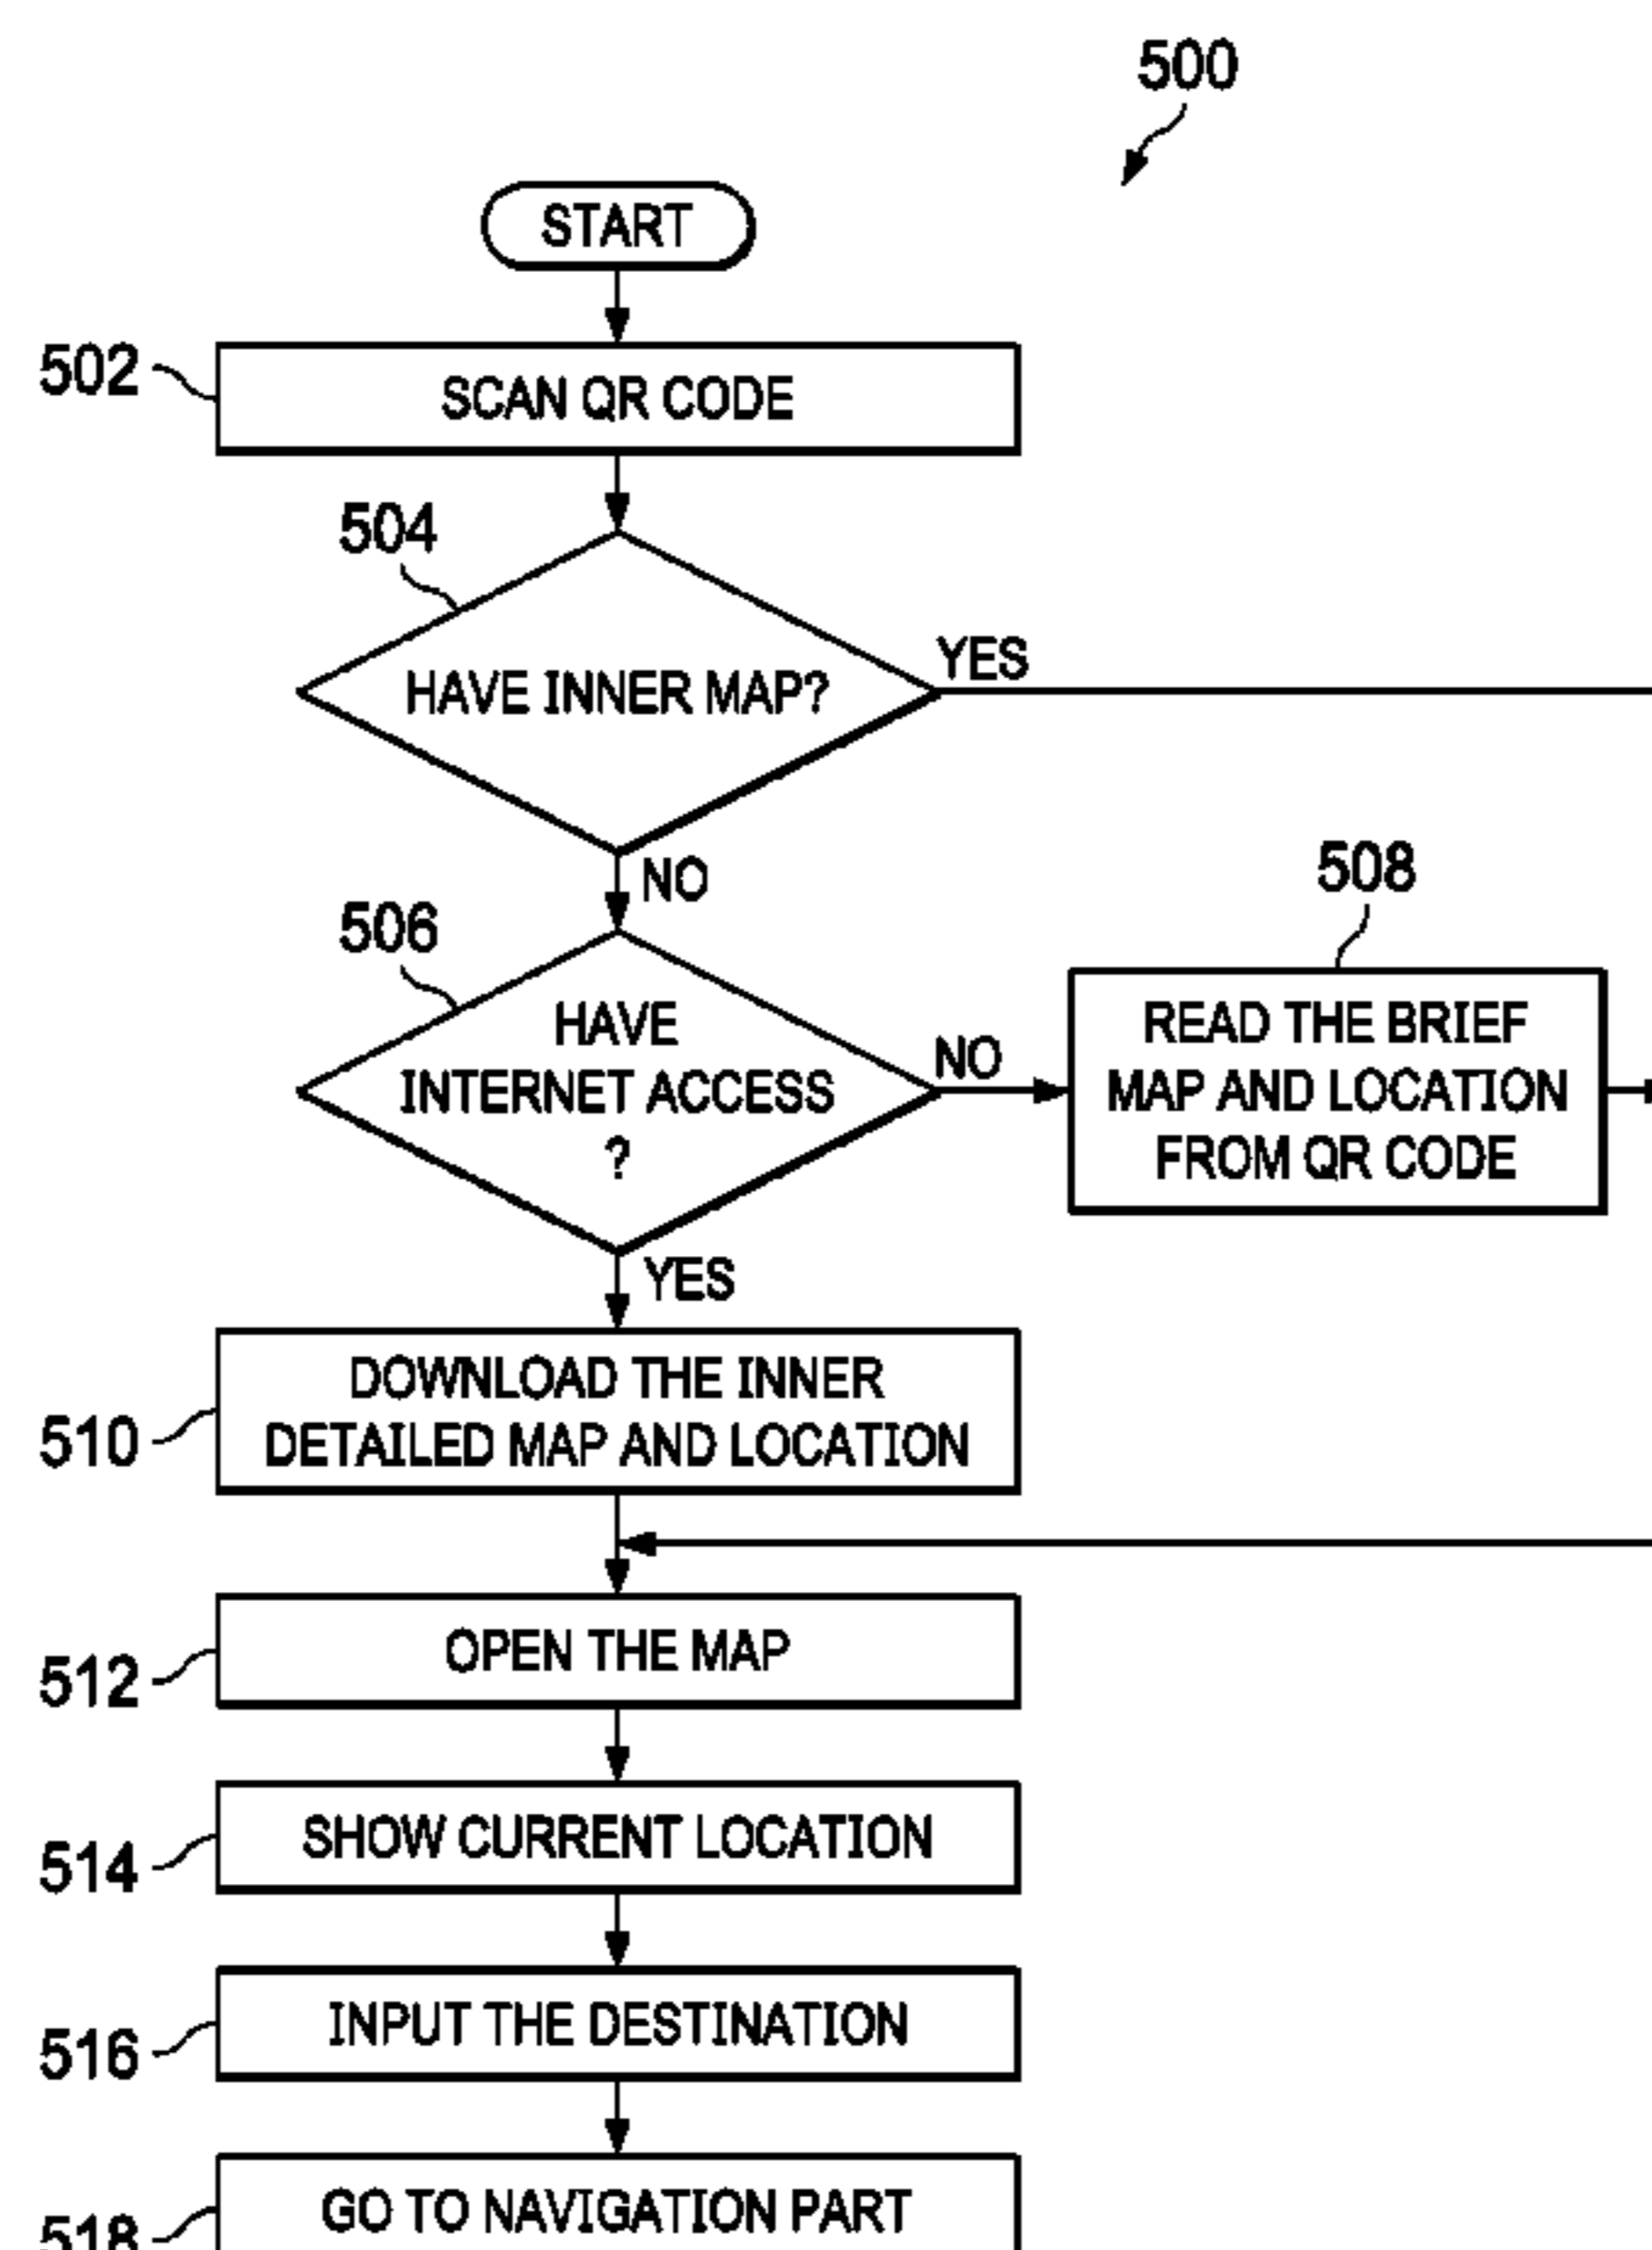 500
START
502
SCAN QR CODE
504
HAVE INNER MAP?
YES
NO
506
HAVE
INTERNET ACCESS
?
NO
508
READ THE BRIEF
MAP AND LOCATION
FROM QR CODE
YES
510
DOWNLOAD THE INNER
DETAILED MAP AND LOCATION
512
OPEN THE MAP
514
SHOW CURRENT LOCATION
516
INPUT THE DESTINATION
518
GO TO NAVIGATION PART